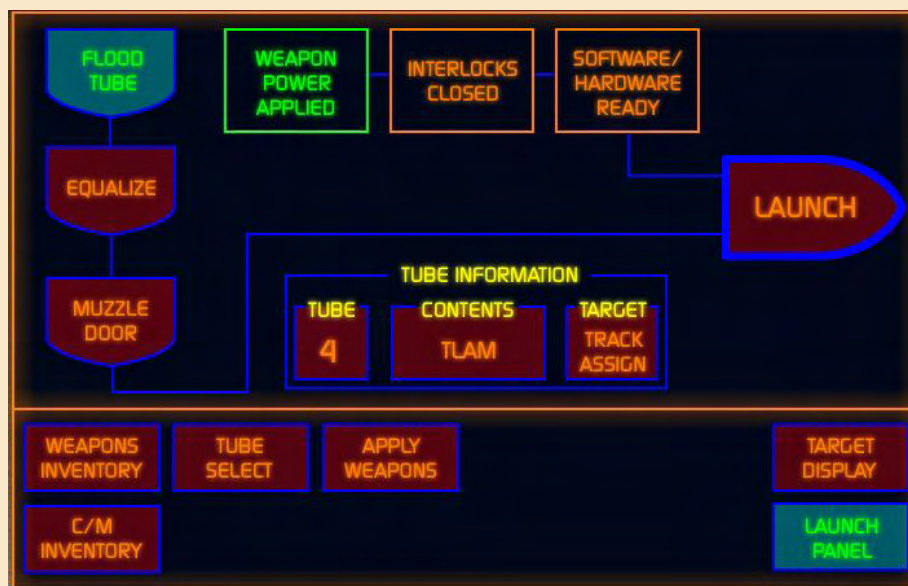 FLOOD
TUBE
WEAPON
POWER
APPLIED
INTERLOCKS
CLOSED
SOFTWARE/
HARDWARE
READY
EQUALIZE
LAUNCH
MUZZLE
DOOR
TUBE INFORMATION
TUBE
4
CONTENTS
TLAM
TARGET
TRACK
ASSIGN
WEAPONS
INVENTORY
TUBE
SELECT
APPLY
WEAPONS
TARGET
DISPLAY
C/M
INVENTORY
LAUNCH
PANEL